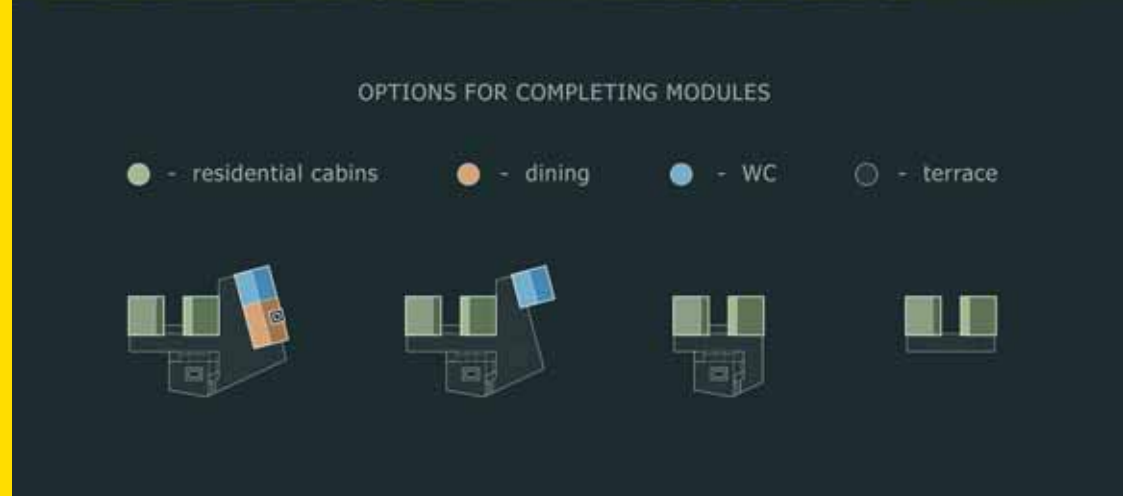 OPTIONS FOR COMPLETING MODULES
- residential cabins - dining - WC - terrace